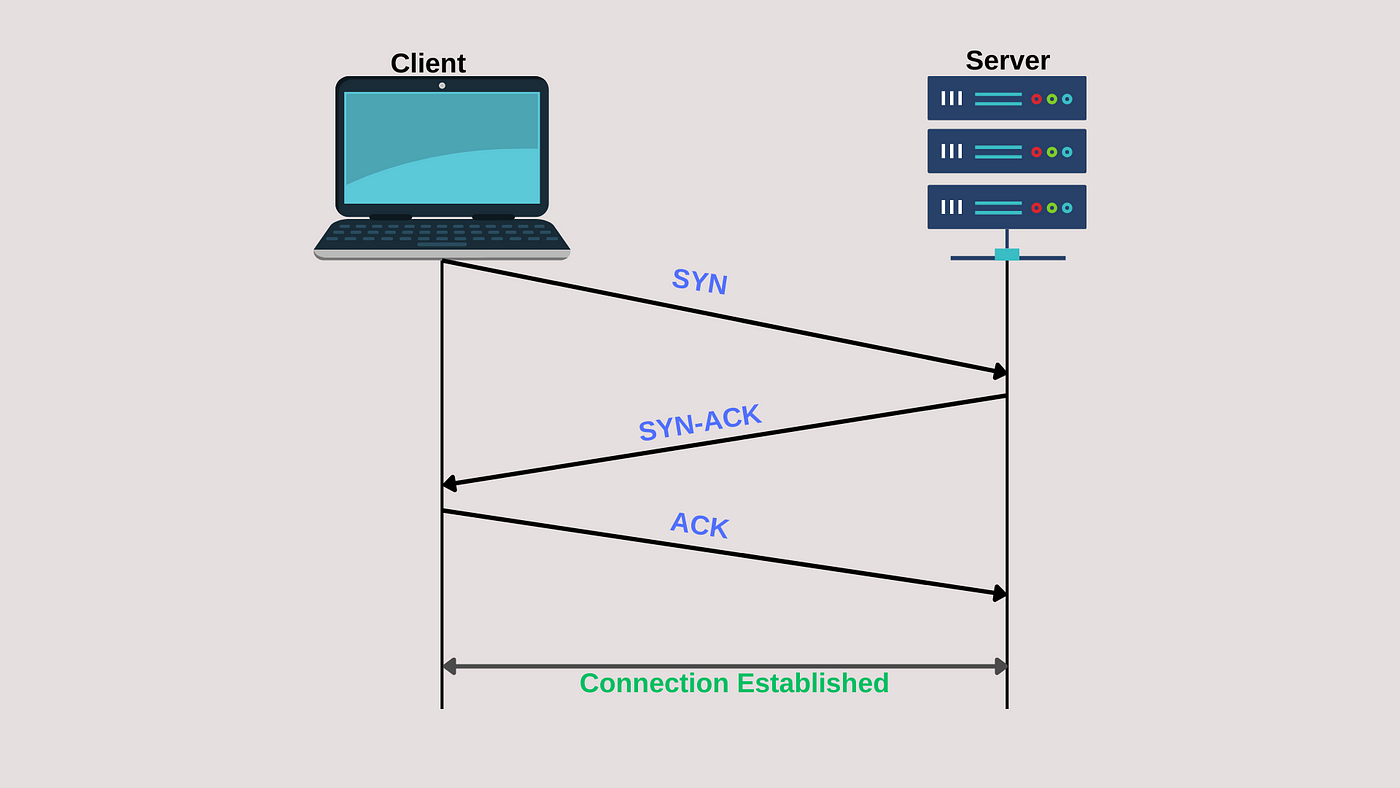 Client
Server
SYN
SYN-ACK
ACK
Connection Established